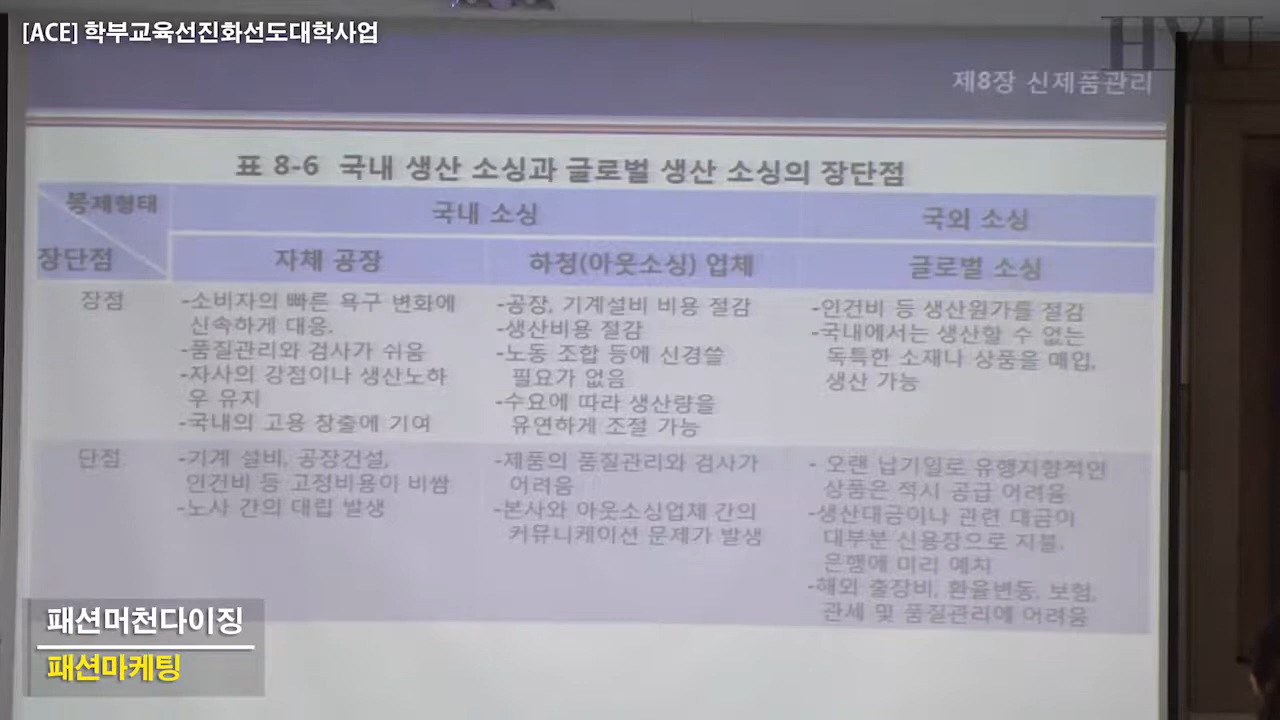 [ACE] 학부교육선진화선도대학사업
HYU
제8장 신제품관리
표 8-6 국내 생산 소싱과 글로벌 생산 소싱의 장단점
봉제형태
장단점
국내 소싱
국외 소싱
자체 공장
하청(아웃소싱) 업체
글로벌 소싱
장점
-소비자의 빠른 욕구 변화에
신속하게 대응.
-품질관리와 검사가 쉬움
-자사의 강점이나 생산노하
우 유지
-국내의 고용 창출에 기여
-공장, 기계설비 비용 절감
-생산비용 절감
-노동 조합 등에 신경쓸
필요가 없음
-수요에 따라 생산량을
유연하게 조절 가능
-인건비 등 생산원가를 절감
-국내에서는 생산할 수 없는
독특한 소재나 상품을 매입,
생산 가능
단점
-기계 설비, 공장건설,
인건비 등 고정비용이 비쌈
-노사 간의 대립 발생
-제품의 품질관리와 검사가
어려움
-본사와 아웃소싱업체 간의
커뮤니케이션 문제가 발생
- 오랜 납기일로 유행지향적인
상품은 적시 공급 어려움
-생산대금이나 관련 대금이
대부분 신용장으로 지불,
은행에 미리 예치
-해외 출장비, 환율변동, 보험,
관세 및 품질관리에 어려움
패션머천다이징
패션마케팅